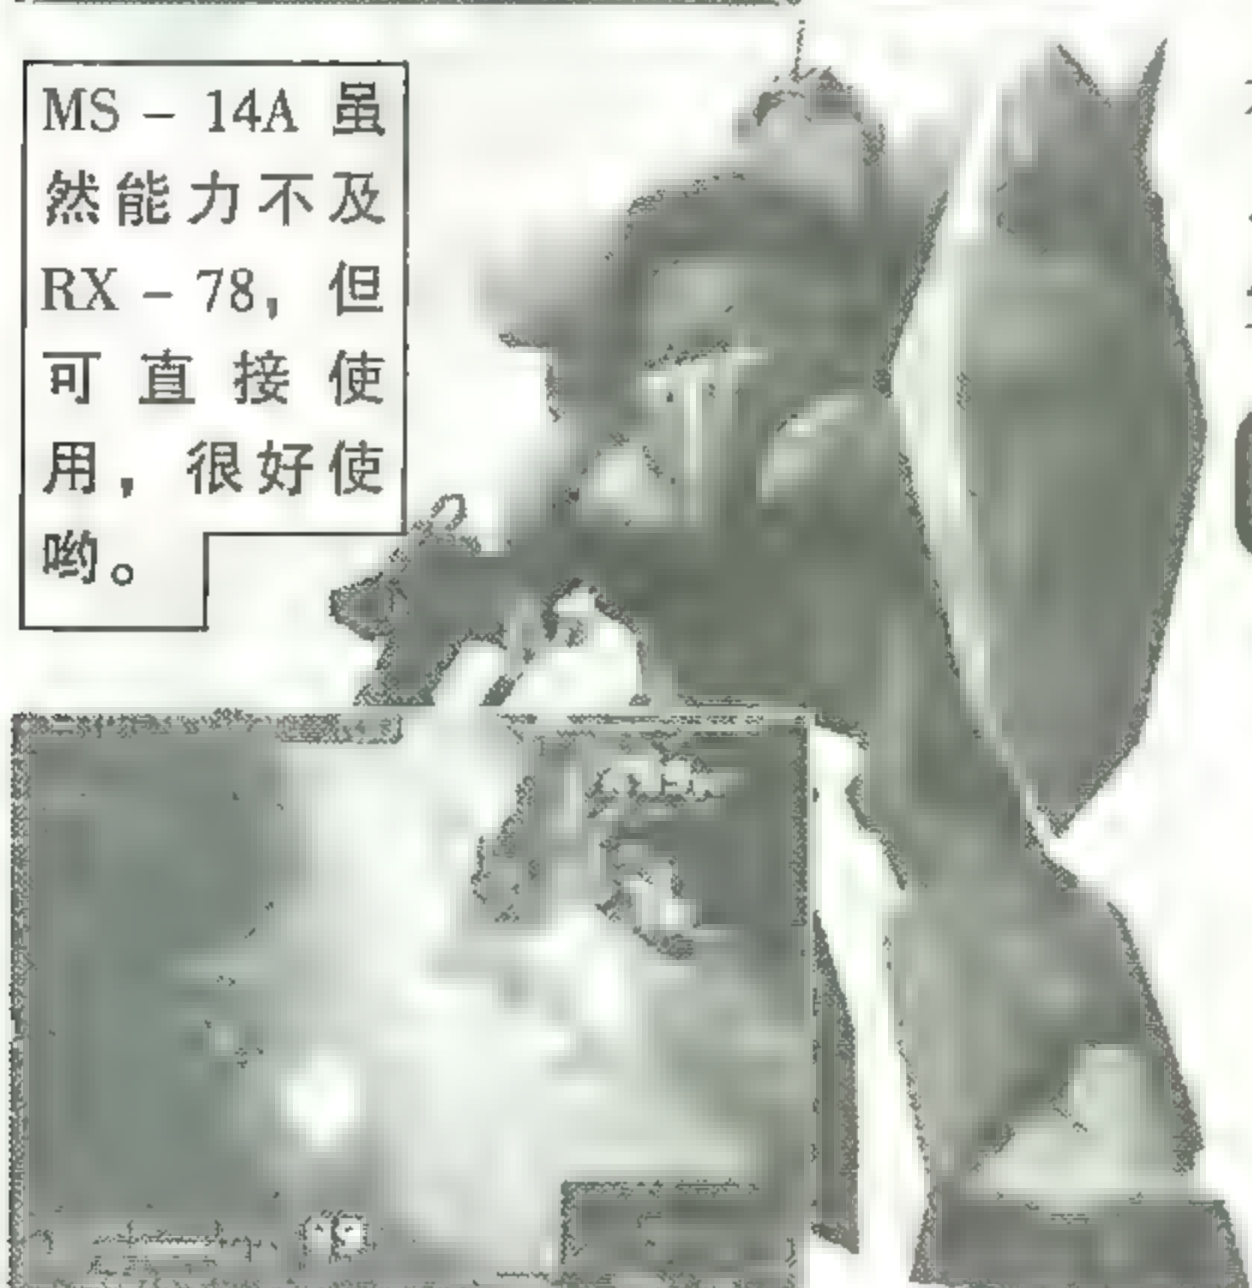 MS – 14A 虽
然能力不及
RX – 78, 但
可直接使
用，很好使
哟。